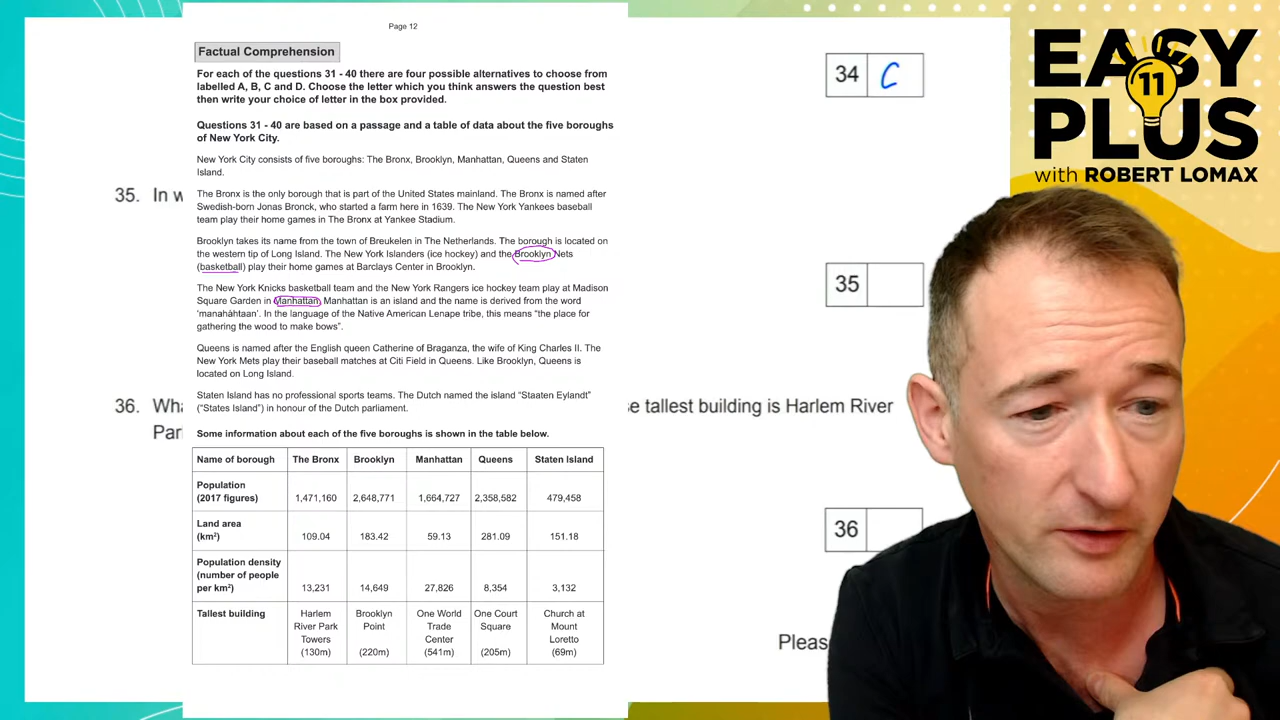 Page 12
Factual Comprehension
For each of the questions 31 - 40 there are four possible alternatives to choose from
labelled A, B, C and D. Choose the letter which you think answers the question best
then write your choice of letter in the box provided.
Questions 31 - 40 are based on a passage and a table of data about the five boroughs
of New York City.
New York City consists of five boroughs: The Bronx, Brooklyn, Manhattan, Queens and Staten
Island.
The Bronx is the only borough that is part of the United States mainland. The Bronx is named after
Swedish-born Jonas Bronck, who started a farm here in 1639. The New York Yankees baseball
team play their home games in The Bronx at Yankee Stadium.
Brooklyn takes its name from the town of Breukelen in The Netherlands. The borough is located on
the western tip of Long Island. The New York Islanders (ice hockey) and the Brooklyn Nets
(basketball) play their home games at Barclays Center in Brooklyn.
The New York Knicks basketball team and the New York Rangers ice hockey team play at Madison
Square Garden in Manhattan. Manhattan is an island and the name is derived from the word
'manahàhtaan'. In the language of the Native American Lenape tribe, this means "the place for
gathering the wood to make bows".
Queens is named after the English queen Catherine of Braganza, the wife of King Charles II. The
New York Mets play their baseball matches at Citi Field in Queens. Like Brooklyn, Queens is
located on Long Island.
Staten Island has no professional sports teams. The Dutch named the island "Staaten Eylandt"
("States Island") in honour of the Dutch parliament.
Some information about each of the five boroughs is shown in the table below.
Name of borough The Bronx Brooklyn Manhattan Queens Staten Island
Population
(2017 figures) 1,471,160 2,648,771 1,664,727 2,358,582 479,458
Land area
(km²) 109.04 183.42 59.13 281.09 151.18
Population density
(number of people
per km²) 13,231 14,649 27,826 8,354 3,132
Tallest building Harlem Brooklyn One World One Court Church at
River Park Point Trade Square Mount
Towers Center Loretto
(130m) (220m) (541m) (205m) (69m)
34 C
35. In
35
36.
tallest building is Harlem River
36
EASY
11
PLUS
with ROBERT LOMAX